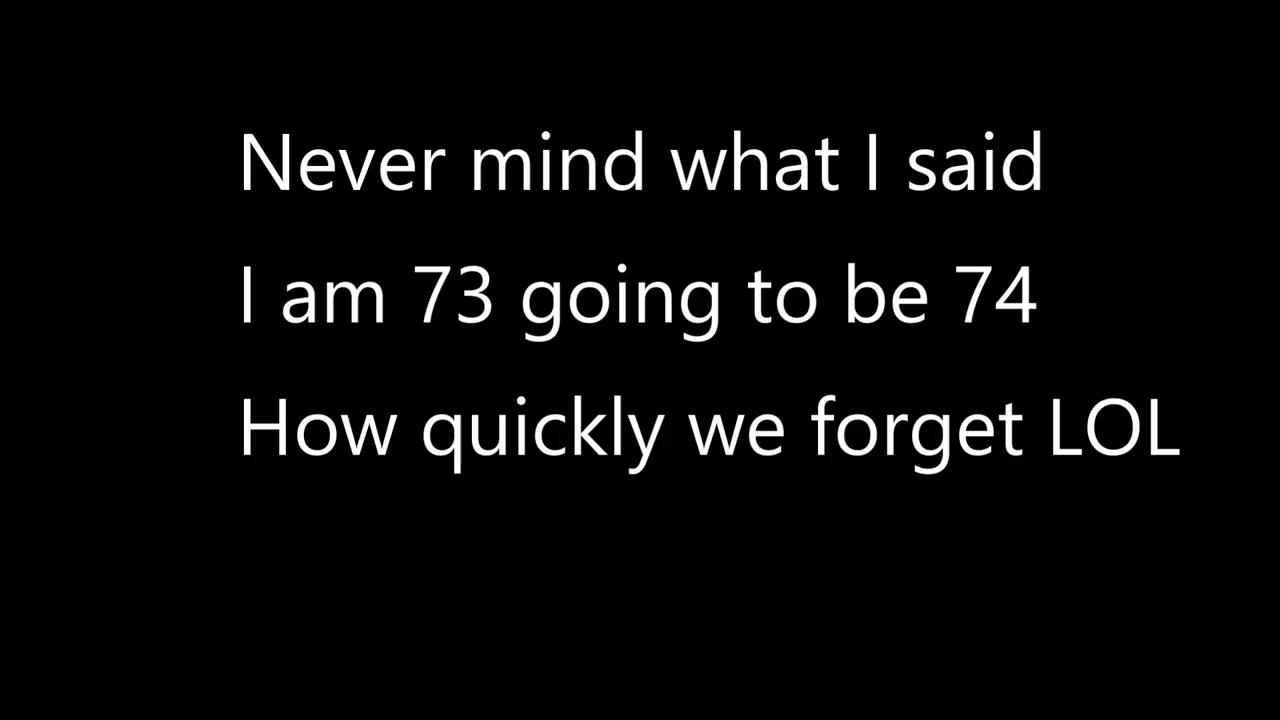 Never mind what I said
I am 73 going to be 74
How quickly we forget LOL